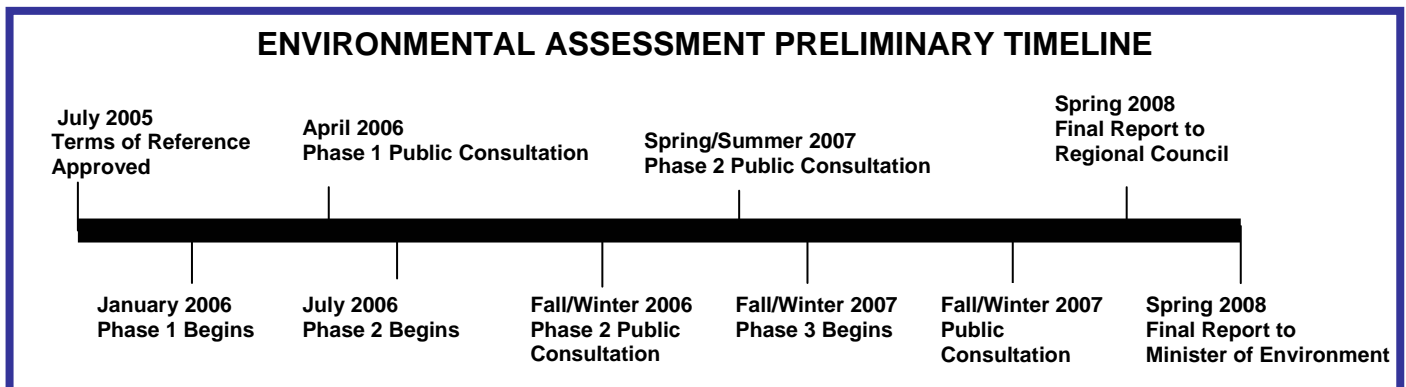 ENVIRONMENTAL ASSESSMENT PRELIMINARY TIMELINE
July 2005
Terms of Reference
Approved
April 2006
Phase 1 Public Consultation
Spring/Summer 2007
Phase 2 Public Consultation
Spring 2008
Final Report to
Regional Council
January 2006
Phase 1 Begins
July 2006
Phase 2 Begins
Fall/Winter 2006
Phase 2 Public
Consultation
Fall/Winter 2007
Phase 3 Begins
Fall/Winter 2007
Public
Consultation
Spring 2008
Final Report to
Minister of Environment